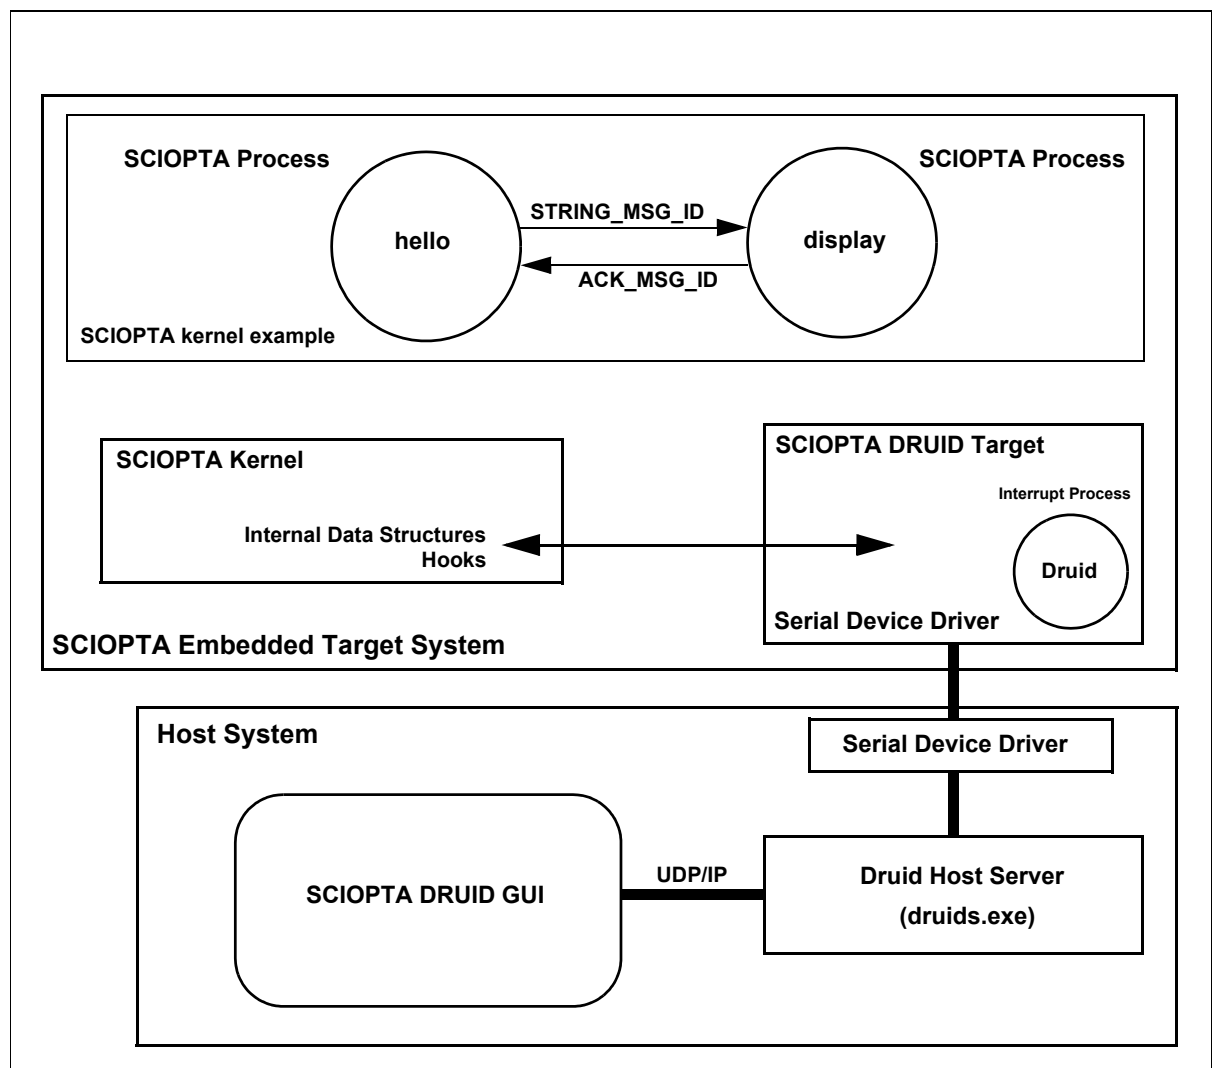 SCIOPTA Process
SCIOPTA Process
STRING_MSG_ID
hello
display
ACK_MSG_ID
SCIOPTA kernel example
SCIOPTA Kernel
SCIOPTA DRUID Target
Interrupt Process
Internal Data Structures
Hooks
Druid
Serial Device Driver
SCIOPTA Embedded Target System
Host System
Serial Device Driver
UDP/IP
Druid Host Server
SCIOPTA DRUID GUI
(druids.exe)